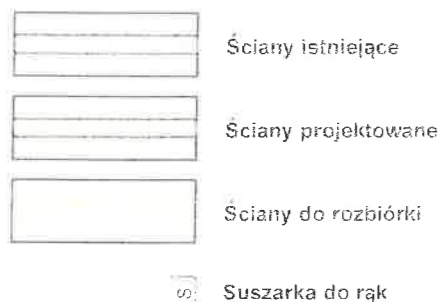 Ściany istniejące
Ściany projektowane
Ściany do rozbiórki
S Suszarka do rąk